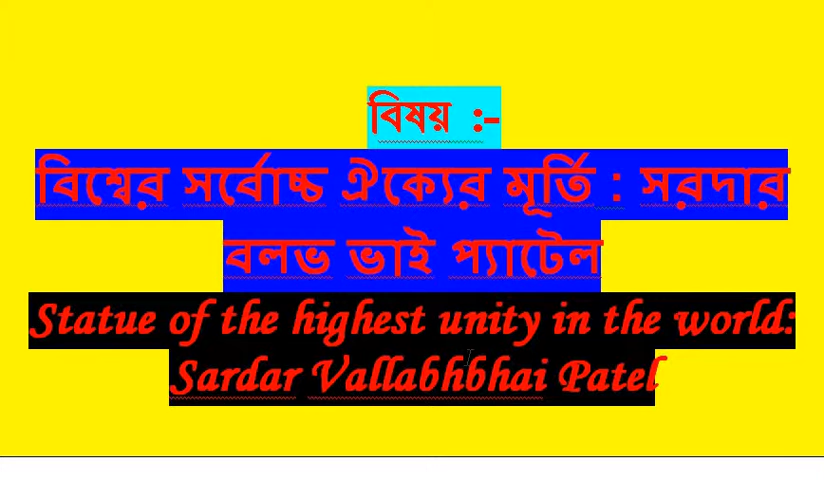 বিষয় :-
বিশ্বের সর্বোচ্চ ঐক্যের মূর্তি : সরদার
বলভ ভাই প্যাটেল
Statue of the highest unity in the world:
Sardar Vallabhbhai Patel